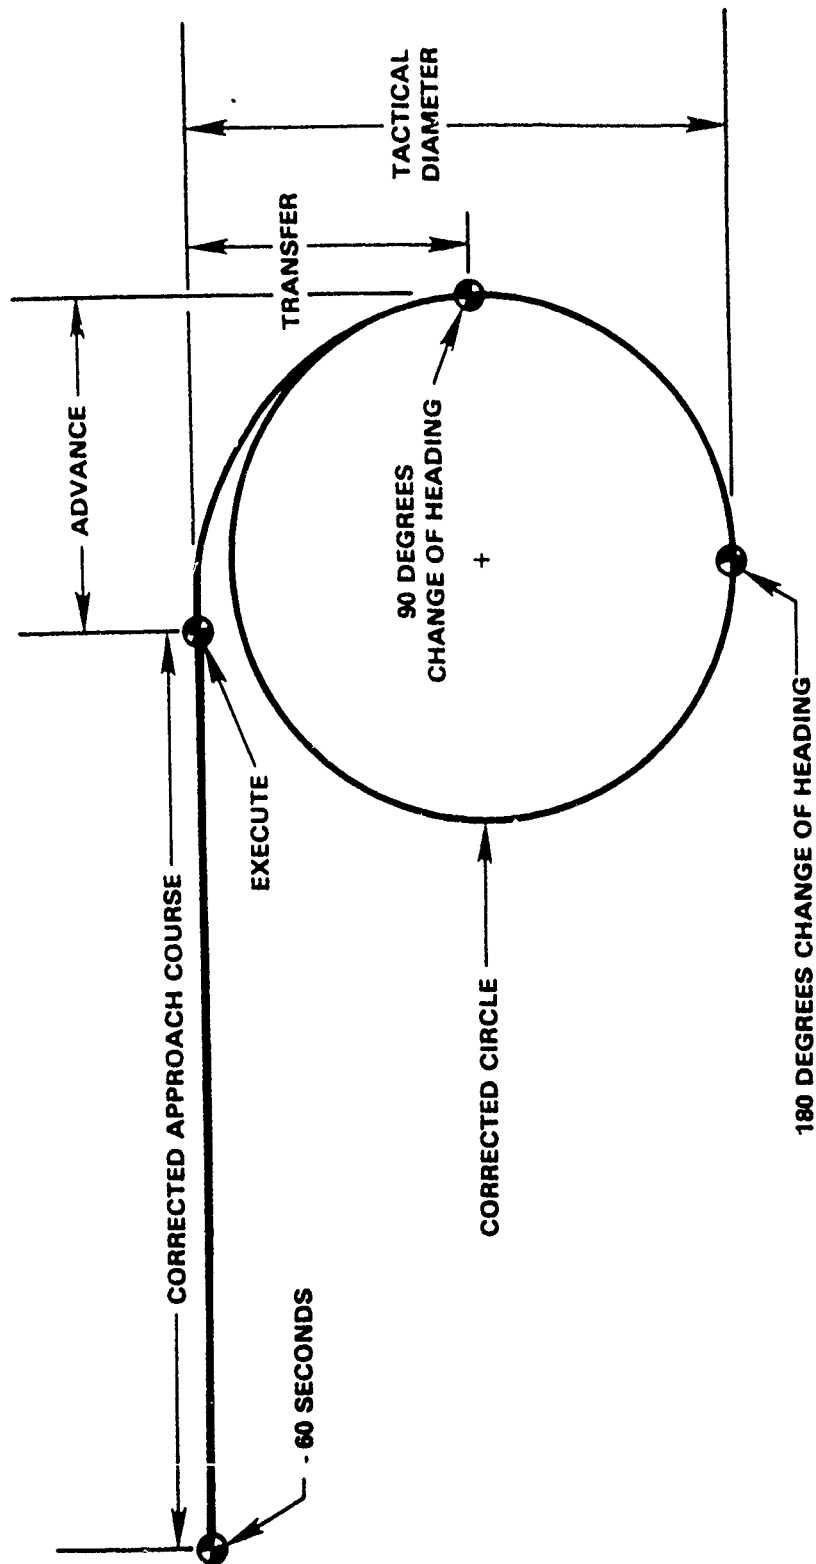 CORRECTED APPROACH COURSE
ADVANCE
TRANSFER
TACTICAL
DIAMETER
- 60 SECONDS
EXECUTE
90 DEGREES
CHANGE OF HEADING
CORRECTED CIRCLE
180 DEGREES CHANGE OF HEADING